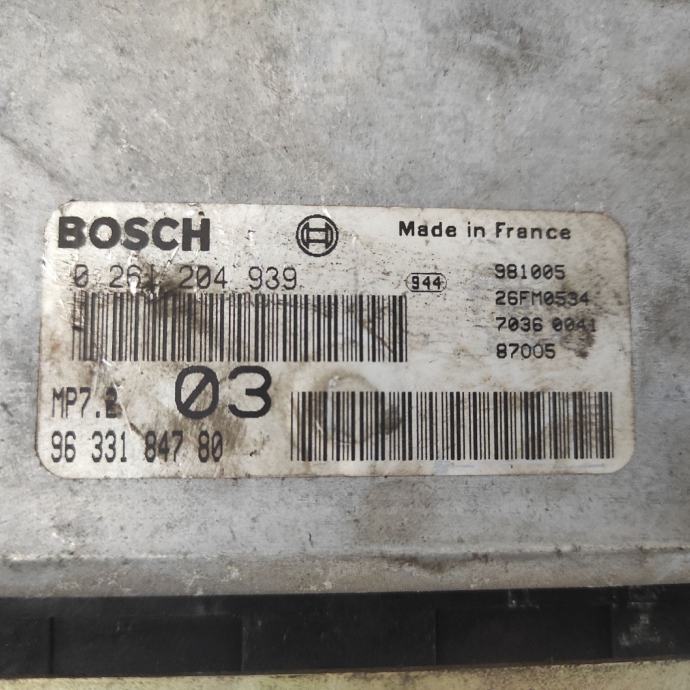 BOSCH
Made in France
0 261 204 939
944
981005
26FM0534
7036 0041
87005
MP7.2
03
96 331 847 80